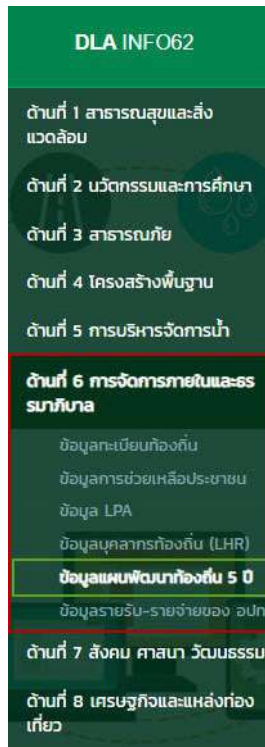 DLA INFO62
ด้านที่ 1 สาธารณสุขและสิ่ง
แวดล้อม
ด้านที่ 2 นวัตกรรมและการศึกษา
ด้านที่ 3 สาธารณภัย
ด้านที่ 4 โครงสร้างพื้นฐาน
ด้านที่ 5 การบริหารจัดการน้ำ
ด้านที่ 6 การจัดการภายในและธร
รมาภิบาล
ข้อมูลทะเบียนท้องถิ่น
ข้อมูลการช่วยเหลือประชาชน
ข้อมูล LPA
ข้อมูลบุคลากรท้องถิ่น (LHR)
ข้อมูลแผนพัฒนาท้องถิ่น 5 ปี
ข้อมูลรายรับ-รายจ่ายของ อปท
ด้านที่ 7 สังคม ศาสนา วัฒนธรรม
ด้านที่ 8 เศรษฐกิจและแหล่งท่อง
เที่ยว